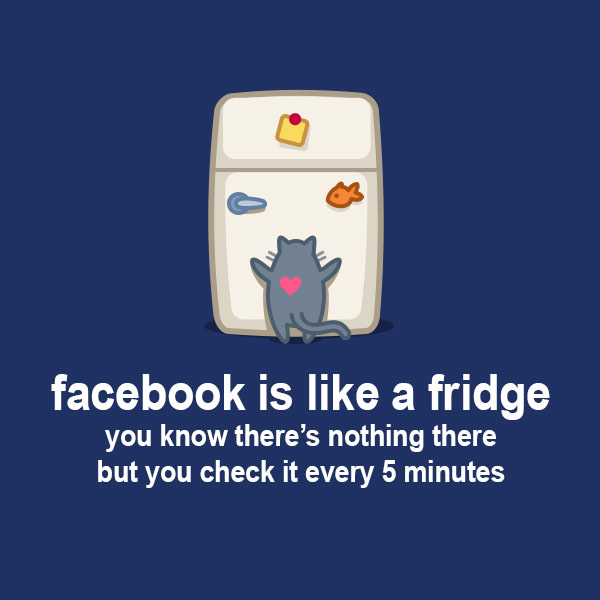 facebook is like a fridge
you know there’s nothing there
but you check it every 5 minutes